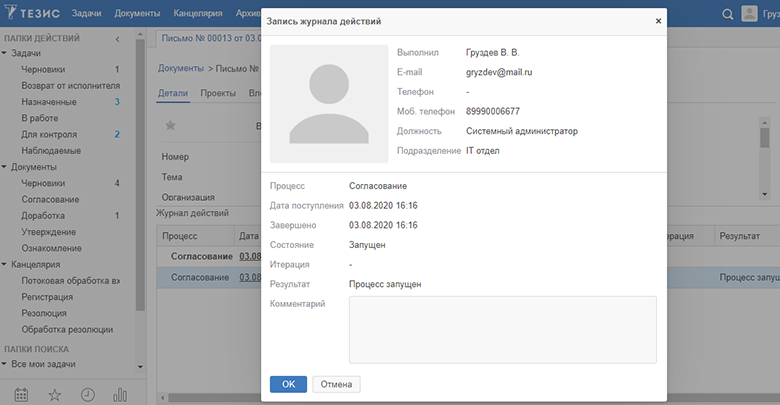 ТЕЗИС Задачи Документы Канцелярия Архив
ПАПКИ ДЕЙСТВИЙ
Задачи
Черновики 1
Возврат от исполнителя
Назначенные 3
В работе
Для контроля 2
Наблюдаемые
Документы
Черновики 4
Согласование
Доработка 1
Утверждение
Ознакомление
Канцелярия
Потоковая обработка вх
Регистрация
Резолюция
Обработка резолюции
ПАПКИ ПОИСКА
Все мои задачи
Письмо № 00013 от 03.0
Документы > Письмо №
Детали Проекты
Номер
Тема
Организация
Журнал действий
Процесс Дата Результат
Согласование 03.08
Согласование 03.08 Процесс запущ
Запись журнала действий ×
Выполнил Груздев В. В.
E-mail gryzdev@mail.ru
Телефон -
Моб. телефон 89990006677
Должность Системный администратор
Подразделение IT отдел
Процесс Согласование
Дата поступления 03.08.2020 16:16
Завершено 03.08.2020 16:16
Состояние Запущен
Итерация -
Результат Процесс запущен
Комментарий
OK Отмена